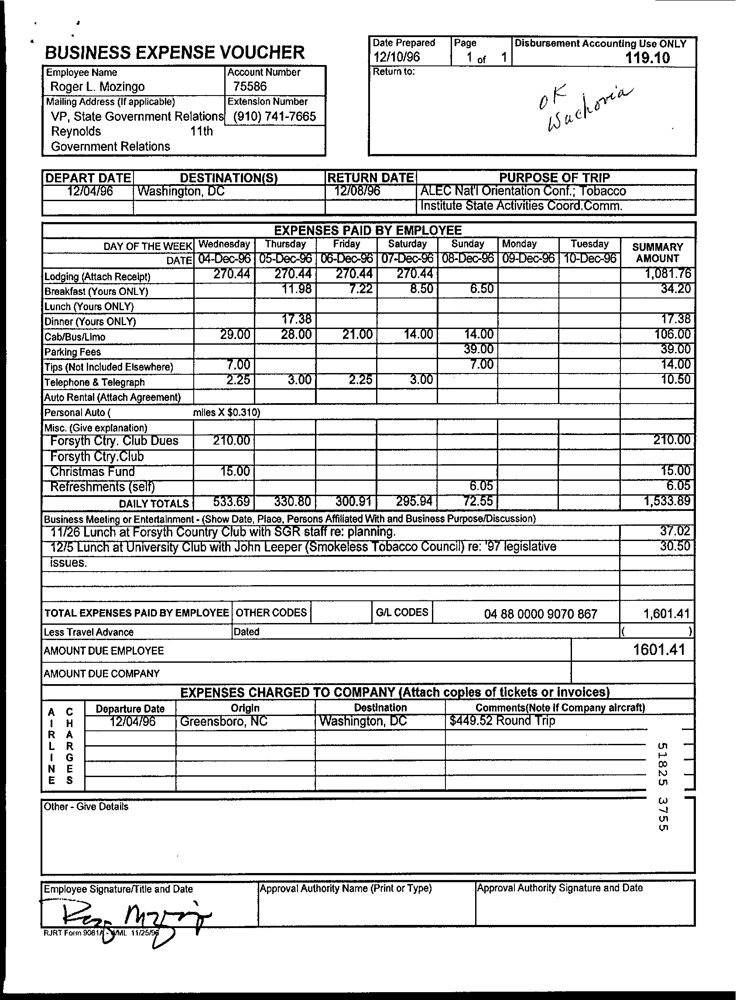 BUSINESS EXPENSE VOUCHER
Date Prepared Page Disbursement Accounting Use ONLY
12/10/96 1 of 1 119.10
Employee Name Account Number Return to:
Roger L. Mozingo 75586
OK
Wachovia
Mailing Address (If applicable) Extension Number
VP, State Government Relations (910) 741-7665
Reynolds 11th
Government Relations
DEPART DATE DESTINATION(S) RETURN DATE PURPOSE OF TRIP
12/04/96 Washington, DC 12/08/96 ALEC Nat'l Orientation Conf.; Tobacco
Institute State Activities Coord.Comm.
EXPENSES PAID BY EMPLOYEE
DAY OF THE WEEK Wednesday Thursday Friday Saturday Sunday Monday Tuesday SUMMARY
DATE 04-Dec-96 05-Dec-96 06-Dec-96 07-Dec-96 08-Dec-96 09-Dec-96 10-Dec-96 AMOUNT
Lodging (Attach Receipt) 270.44 270.44 270.44 270.44 1,081.76
Breakfast (Yours ONLY) 11.98 7.22 8.50 6.50 34.20
Lunch (Yours ONLY)
Dinner (Yours ONLY) 17.38 17.38
Cab/Bus/Limo 29.00 28.00 21.00 14.00 14.00 106.00
Parking Fees 39.00 39.00
Tips (Not Included Elsewhere) 7.00 7.00 14.00
Telephone & Telegraph 2.25 3.00 2.25 3.00 10.50
Auto Rental (Attach Agreement)
Personal Auto ( miles X $0.310)
Misc. (Give explanation)
Forsyth Ctry. Club Dues 210.00 210.00
Forsyth Ctry.Club
Christmas Fund 15.00 15.00
Refreshments (self) 6.05 6.05
DAILY TOTALS 533.69 330.80 300.91 295.94 72.55 1,533.89
Business Meeting or Entertainment - (Show Date, Place, Persons Affiliated With and Business Purpose/Discussion)
11/26 Lunch at Forsyth Country Club with SGR staff re: planning. 37.02
12/5 Lunch at University Club with John Leeper (Smokeless Tobacco Council) re: '97 legislative 30.50
issues.
TOTAL EXPENSES PAID BY EMPLOYEE OTHER CODES G/L CODES 04 88 0000 9070 867 1,601.41
Less Travel Advance Dated ( )
AMOUNT DUE EMPLOYEE 1601.41
AMOUNT DUE COMPANY
EXPENSES CHARGED TO COMPANY (Attach copies of tickets or invoices)
AIRLINE CHARGES Departure Date Origin Destination Comments(Note if Company aircraft)
12/04/96 Greensboro, NC Washington, DC $449.52 Round Trip
51825 3755
Other - Give Details
Employee Signature/Title and Date Approval Authority Name (Print or Type) Approval Authority Signature and Date
RJRT Form 9061 11/25/96